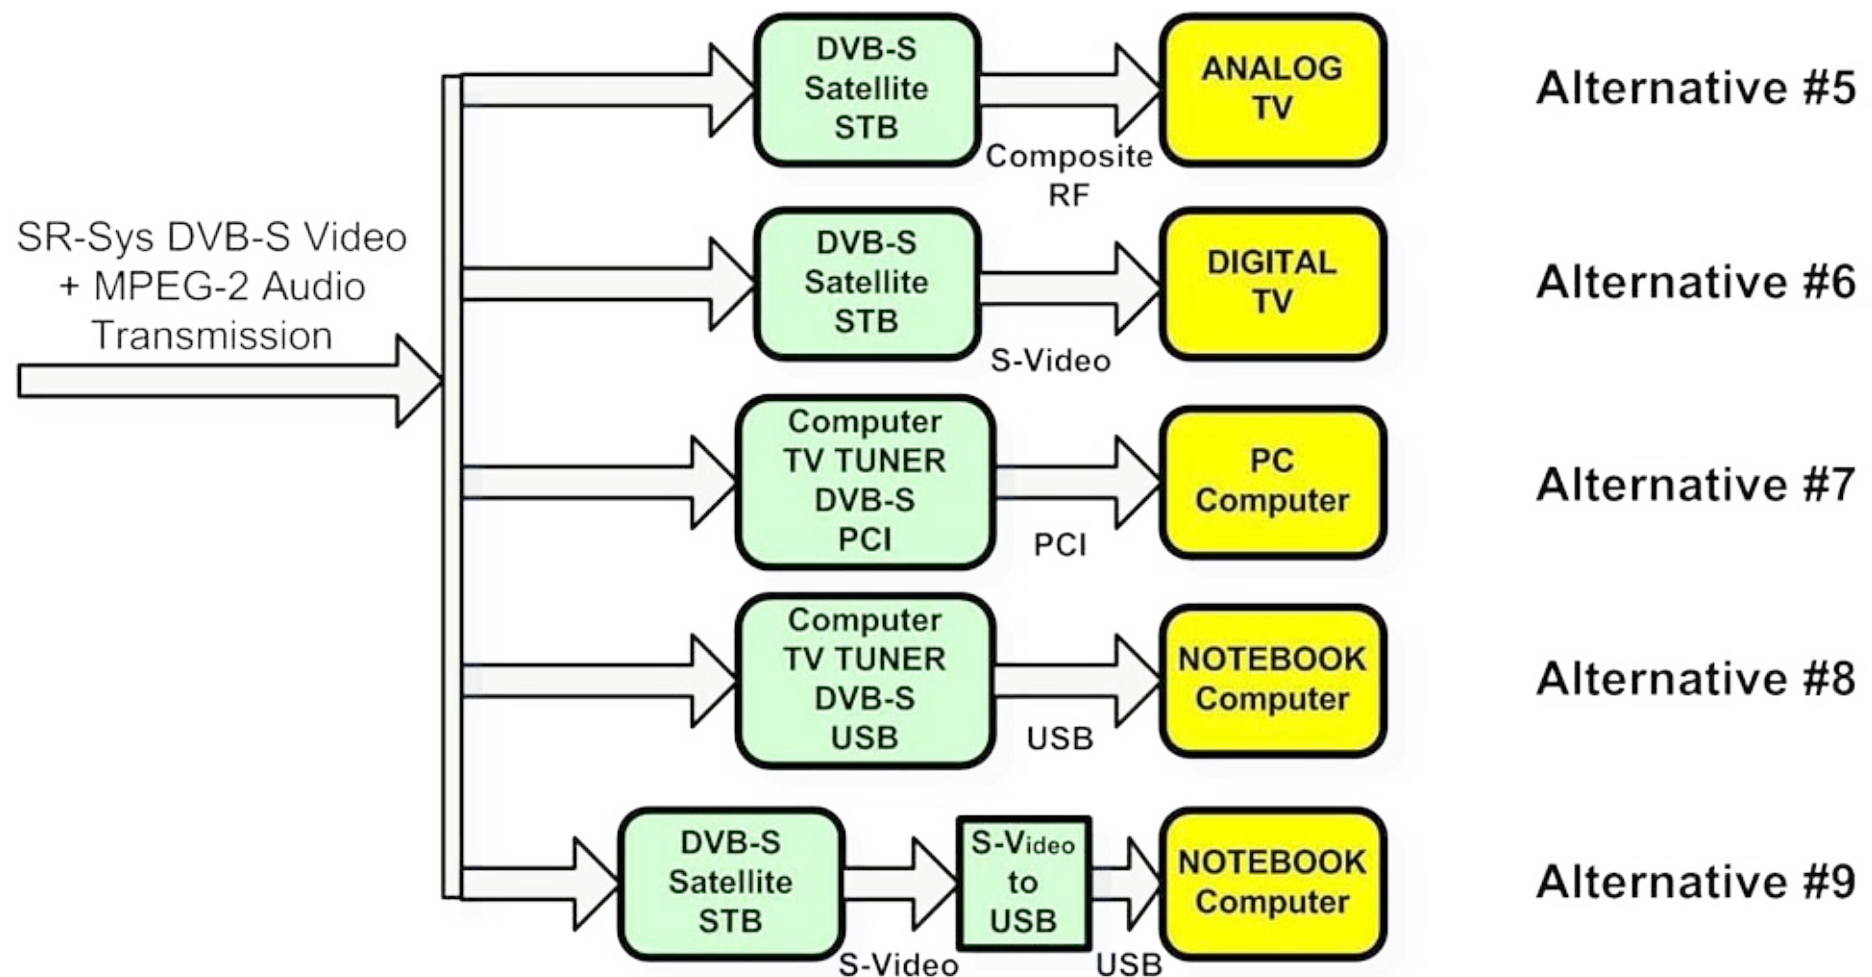 SR-Sys DVB-S Video
+ MPEG-2 Audio
Transmission
DVB-S
Satellite
STB
Composite
RF
ANALOG
TV
Alternative #5
DVB-S
Satellite
STB
S-Video
DIGITAL
TV
Alternative #6
Computer
TV TUNER
DVB-S
PCI
PCI
PC
Computer
Alternative #7
Computer
TV TUNER
DVB-S
USB
USB
NOTEBOOK
Computer
Alternative #8
DVB-S
Satellite
STB
S-Video
S-Video
to
USB
USB
NOTEBOOK
Computer
Alternative #9